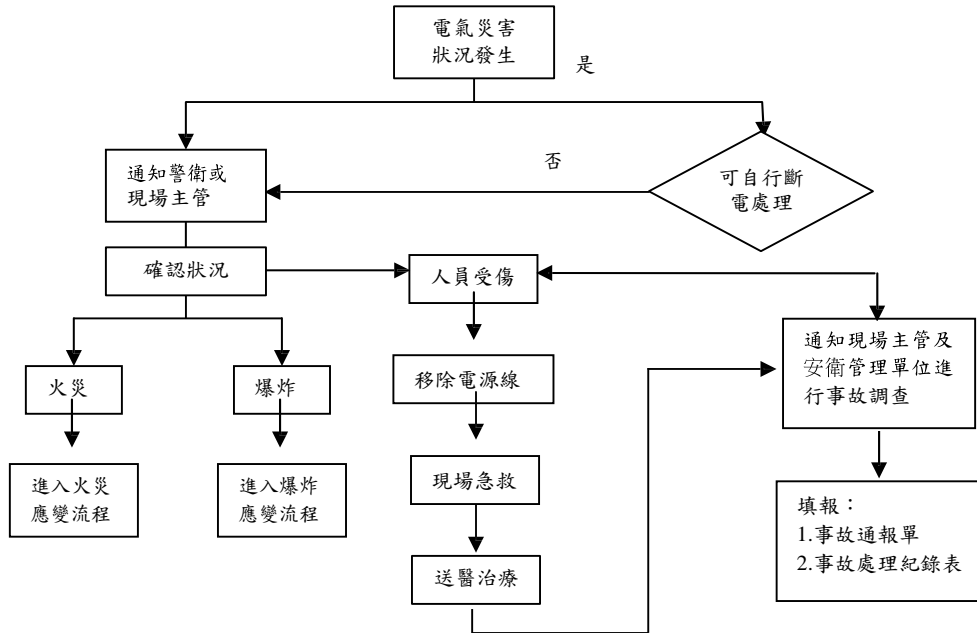 電氣災害
狀況發生
是
通知警衛或
現場主管
否
可自行斷
電處理
確認狀況
人員受傷
通知現場主管及
安衛管理單位進
行事故調查
火災
爆炸
移除電源線
進入火災
應變流程
進入爆炸
應變流程
現場急救
填報：
1.事故通報單
2.事故處理紀錄表
送醫治療